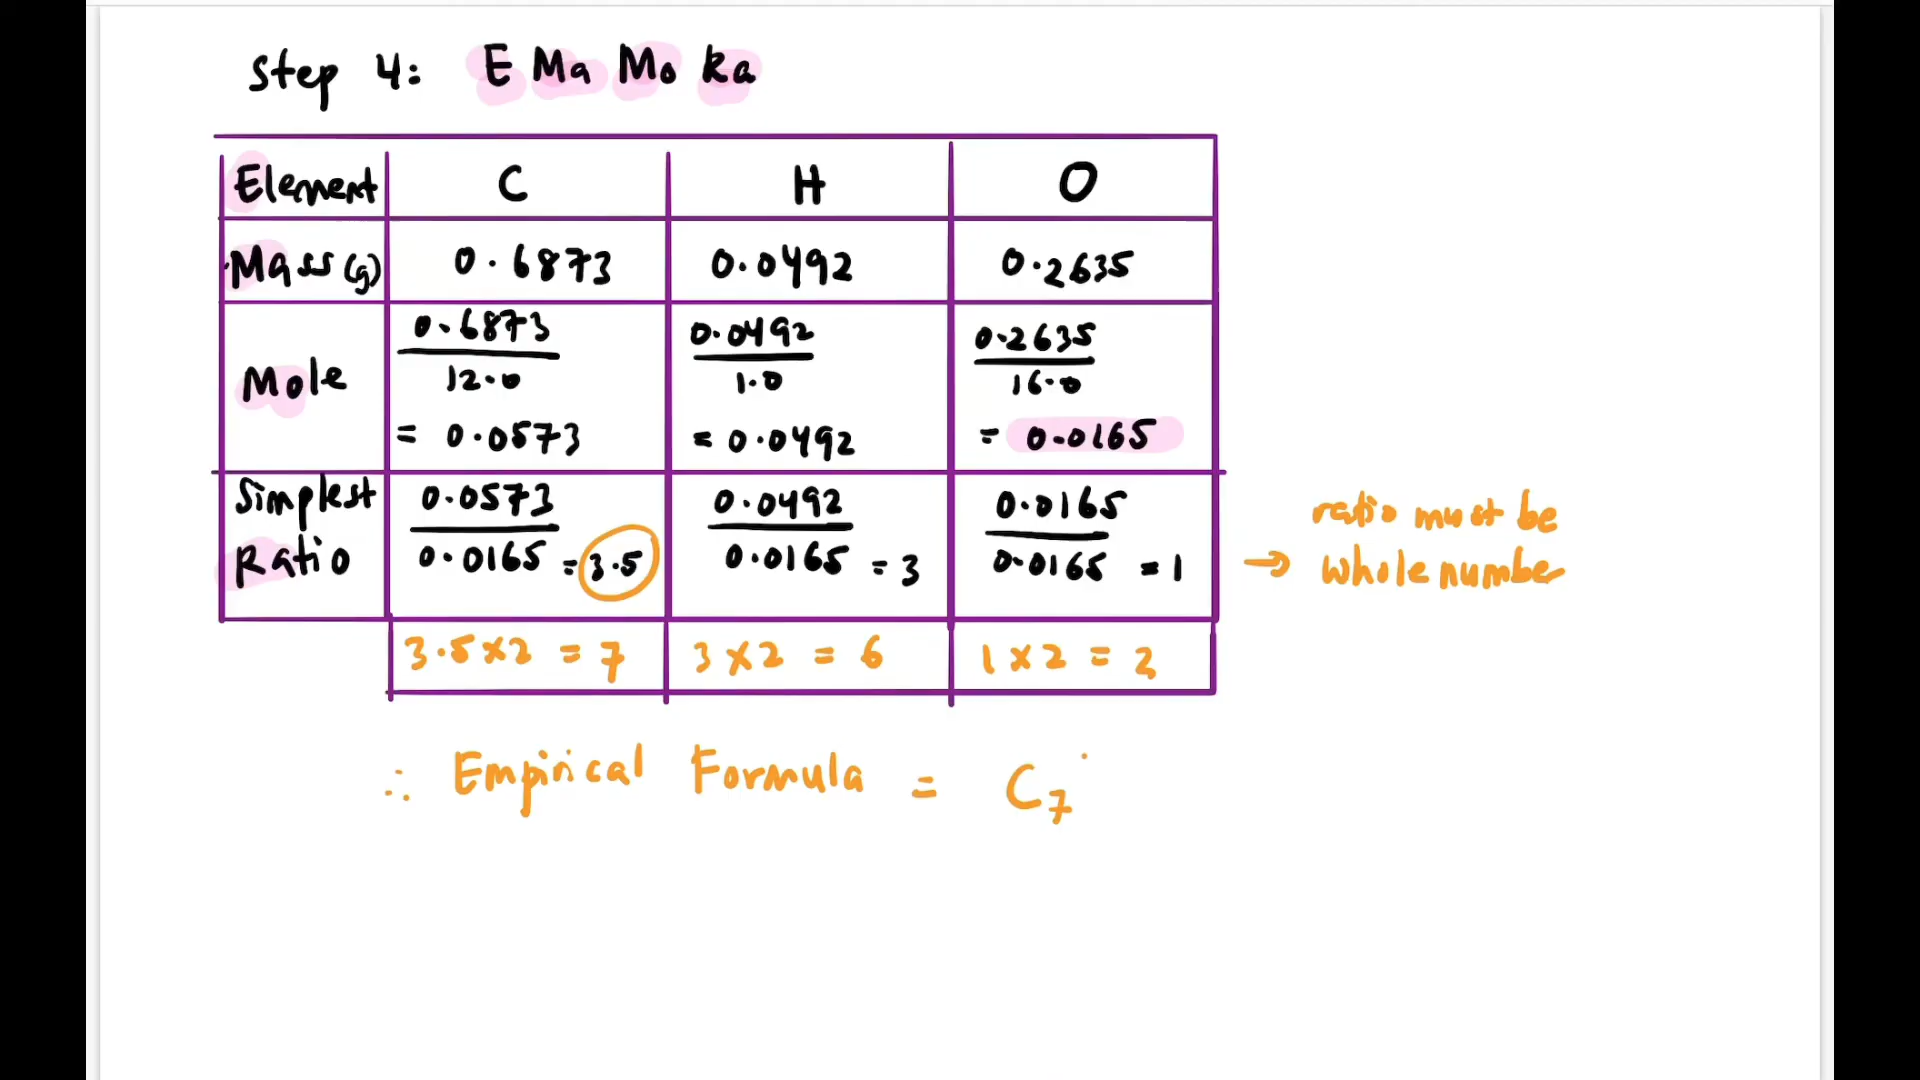 Step 4: E Ma Mo Ra
Element C H O
Mass (g) 0.6873 0.0492 0.2635
Mole
0.6873 0.0492 0.2635
12.0 1.0 16.0
= 0.0573 = 0.0492 = 0.0165
Simplest Ratio
0.0573 0.0492 0.0165
0.0165 = 3.5 0.0165 = 3 0.0165 = 1
ratio must be
→ whole number
3.5 x 2 = 7 3 x 2 = 6 1 x 2 = 2
∴ Empirical Formula = C₇